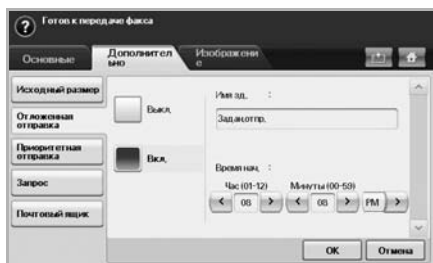 Готов к передаче факса
Основные
Дополнител
ьно
Изображени
е
Исходный размер
Отложенная
отправка
Приоритетная
отправка
Запрос
Почтовый ящик
Выкл.
Вкл.
Имя зд. :
Задан.отпр.
Время нач. :
Час (01-12) Минуты (00-59)
08 08 PM
OK Отмена